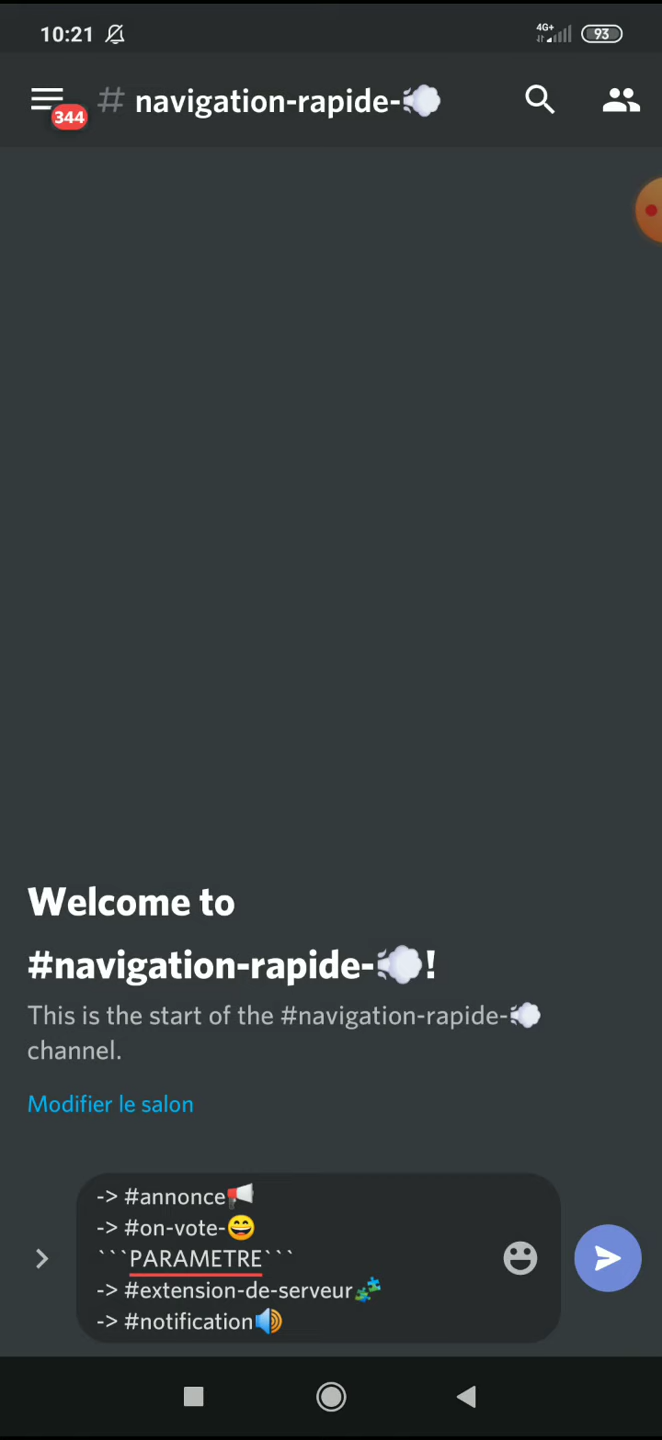 10:21 4G+ 93
344 # navigation-rapide-💨
Welcome to
#navigation-rapide-💨!
This is the start of the #navigation-rapide-💨
channel.
Modifier le salon
-> #annonce📢
-> #on-vote-😄
```PARAMETRE```
-> #extension-de-serveur🧩
-> #notification🔊